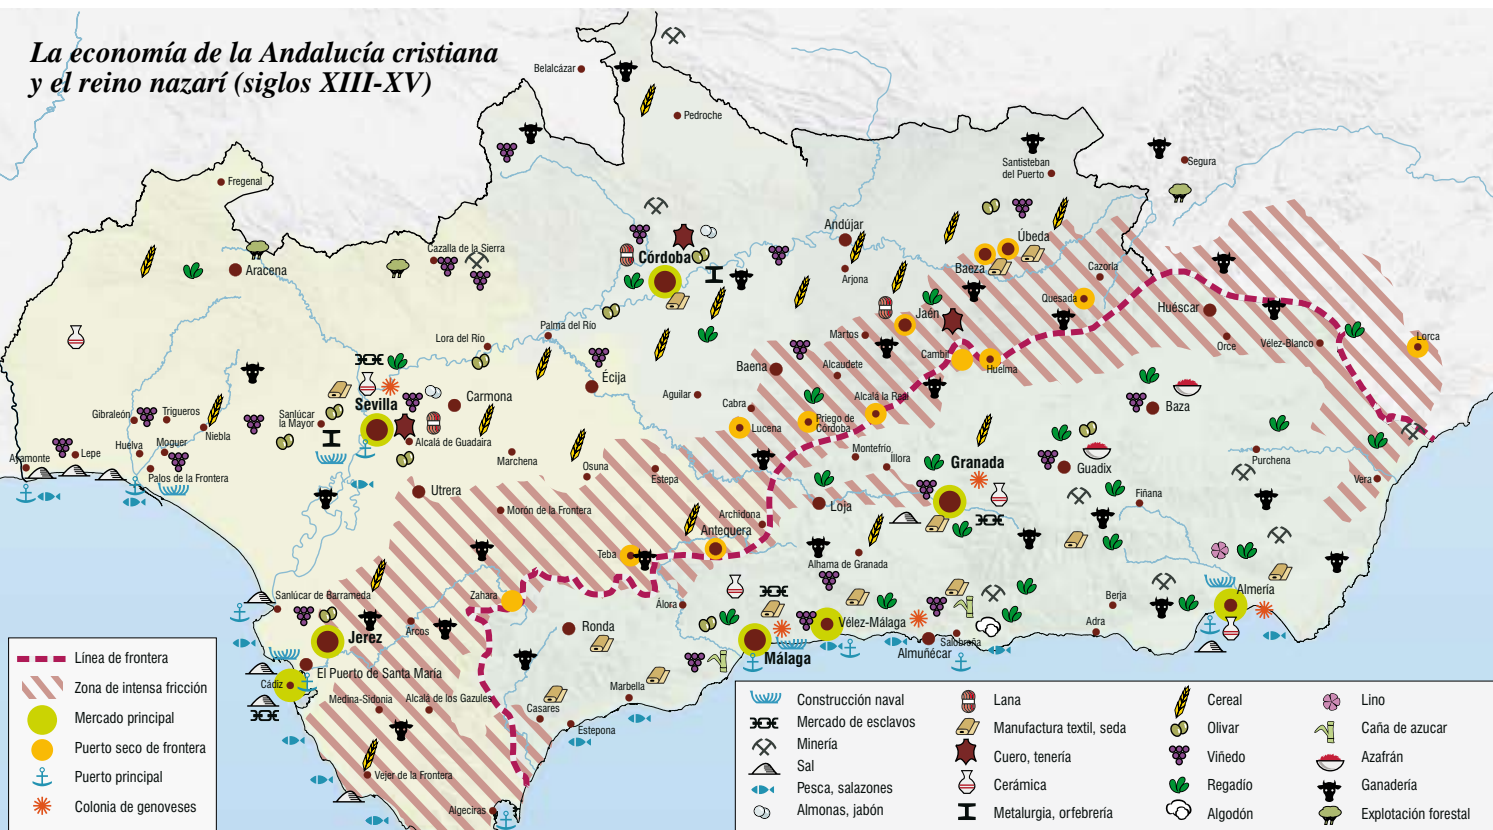 La economía de la Andalucía cristiana
y el reino nazarí (siglos XIII-XV)
Belalcázar
Pedroche
Santisteban
del Puerto
Segura
Fregenal
Cazalla de la Sierra
Aracena
Córdoba
Andújar
Arjona
Úbeda
Baeza
Cazorla
Quesada
Huéscar
Jaén
Martos
Cambil
Huelma
Orce
Vélez-Blanco
Lorca
Palma del Río
Lora del Río
Écija
Baena
Alcaudete
Aguilar
Cabra
Lucena
Priego de
Córdoba
Alcalá la Real
Baza
Carmona
Sevilla
Alcalá de Guadaira
Sanlúcar
la Mayor
Gibraleón
Trigueros
Niebla
Huelva
Moguer
Lepe
Ayamonte
Palos de la Frontera
Marchena
Osuna
Estepa
Montefrío
Illora
Granada
Guadix
Purchena
Vera
Fiñana
Utrera
Morón de la Frontera
Archidona
Loja
Antequera
Teba
Alhama de Granada
Zahara
Álora
Sanlúcar de Barrameda
Jerez
Arcos
Ronda
Vélez-Málaga
Málaga
Almuñécar
Salobreña
Adra
Berja
Almería
El Puerto de Santa María
Cádiz
Medina-Sidonia
Alcalá de los Gazules
Marbella
Casares
Estepona
Vejer de la Frontera
Algeciras
Línea de frontera
Zona de intensa fricción
Mercado principal
Puerto seco de frontera
Puerto principal
Colonia de genoveses
Construcción naval
Mercado de esclavos
Minería
Sal
Pesca, salazones
Almonas, jabón
Lana
Manufactura textil, seda
Cuero, tenería
Cerámica
Metalurgia, orfebrería
Cereal
Olivar
Viñedo
Regadío
Algodón
Lino
Caña de azucar
Azafrán
Ganadería
Explotación forestal